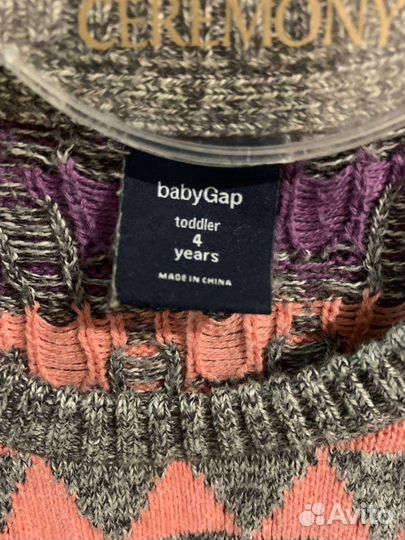 CEREMONY
babyGap
toddler
4
years
MADE IN CHINA
Avito